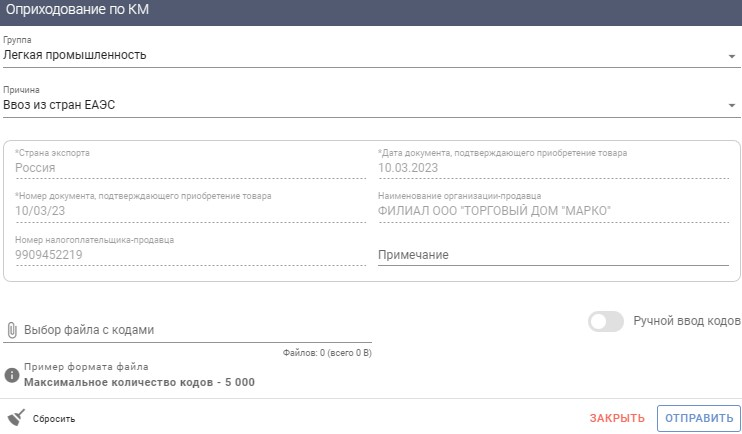 Оприходование по КМ
Группа
Легкая промышленность
Причина
Ввоз из стран ЕАЭС
*Страна экспорта
Россия
*Дата документа, подтверждающего приобретение товара
10.03.2023
*Номер документа, подтверждающего приобретение товара
10/03/23
Наименование организации-продавца
ФИЛИАЛ ООО "ТОРГОВЫЙ ДОМ "МАРКО"
Номер налогоплательщика-продавца
9909452219
Примечание
Выбор файла с кодами
Ручной ввод кодов
Файлов: 0 (всего 0 B)
Пример формата файла
Максимальное количество кодов - 5 000
Сбросить
ЗАКРЫТЬ
ОТПРАВИТЬ